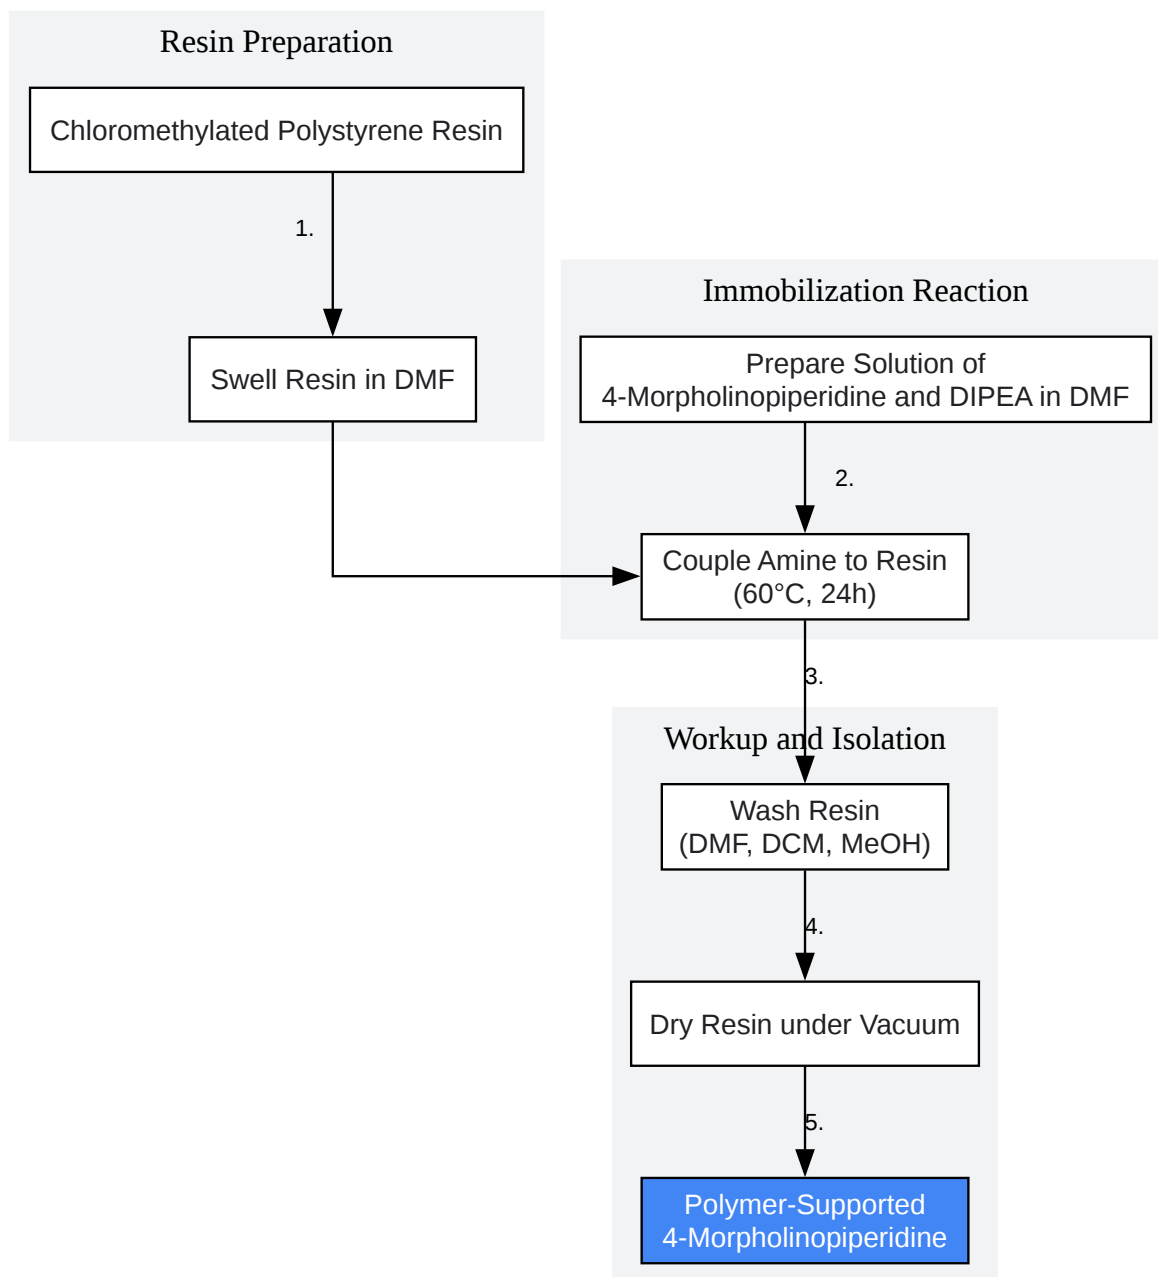 Resin Preparation
Chloromethylated Polystyrene Resin
1.
Swell Resin in DMF
Immobilization Reaction
Prepare Solution of
4-Morpholinopiperidine and DIPEA in DMF
2.
Couple Amine to Resin
(60°C, 24h)
3.
Workup and Isolation
Wash Resin
(DMF, DCM, MeOH)
4.
Dry Resin under Vacuum
5.
Polymer-Supported
4-Morpholinopiperidine